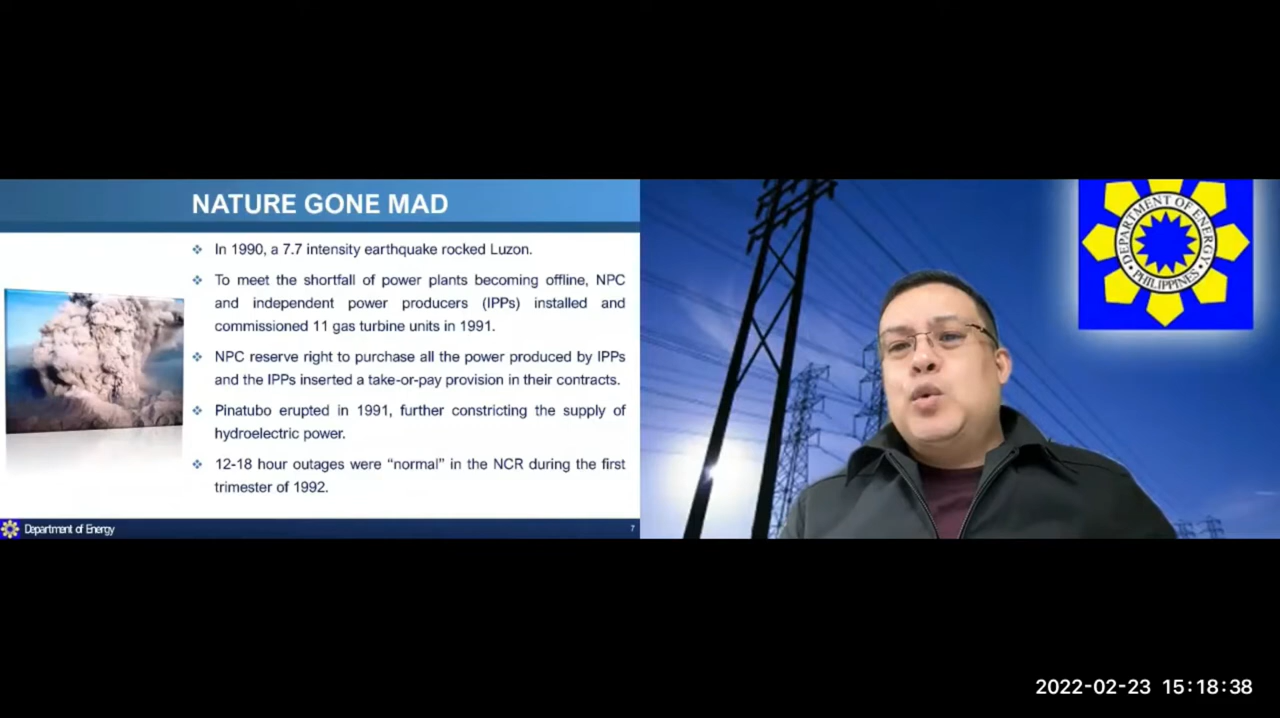 NATURE GONE MAD
In 1990, a 7.7 intensity earthquake rocked Luzon.
To meet the shortfall of power plants becoming offline, NPC
and independent power producers (IPPs) installed and
commissioned 11 gas turbine units in 1991.
NPC reserve right to purchase all the power produced by IPPs
and the IPPs inserted a take-or-pay provision in their contracts.
Pinatubo erupted in 1991, further constricting the supply of
hydroelectric power.
12-18 hour outages were “normal” in the NCR during the first
trimester of 1992.
Department of Energy
7
DEPARTMENT OF ENERGY
PHILIPPINES
2022-02-23 15:18:38